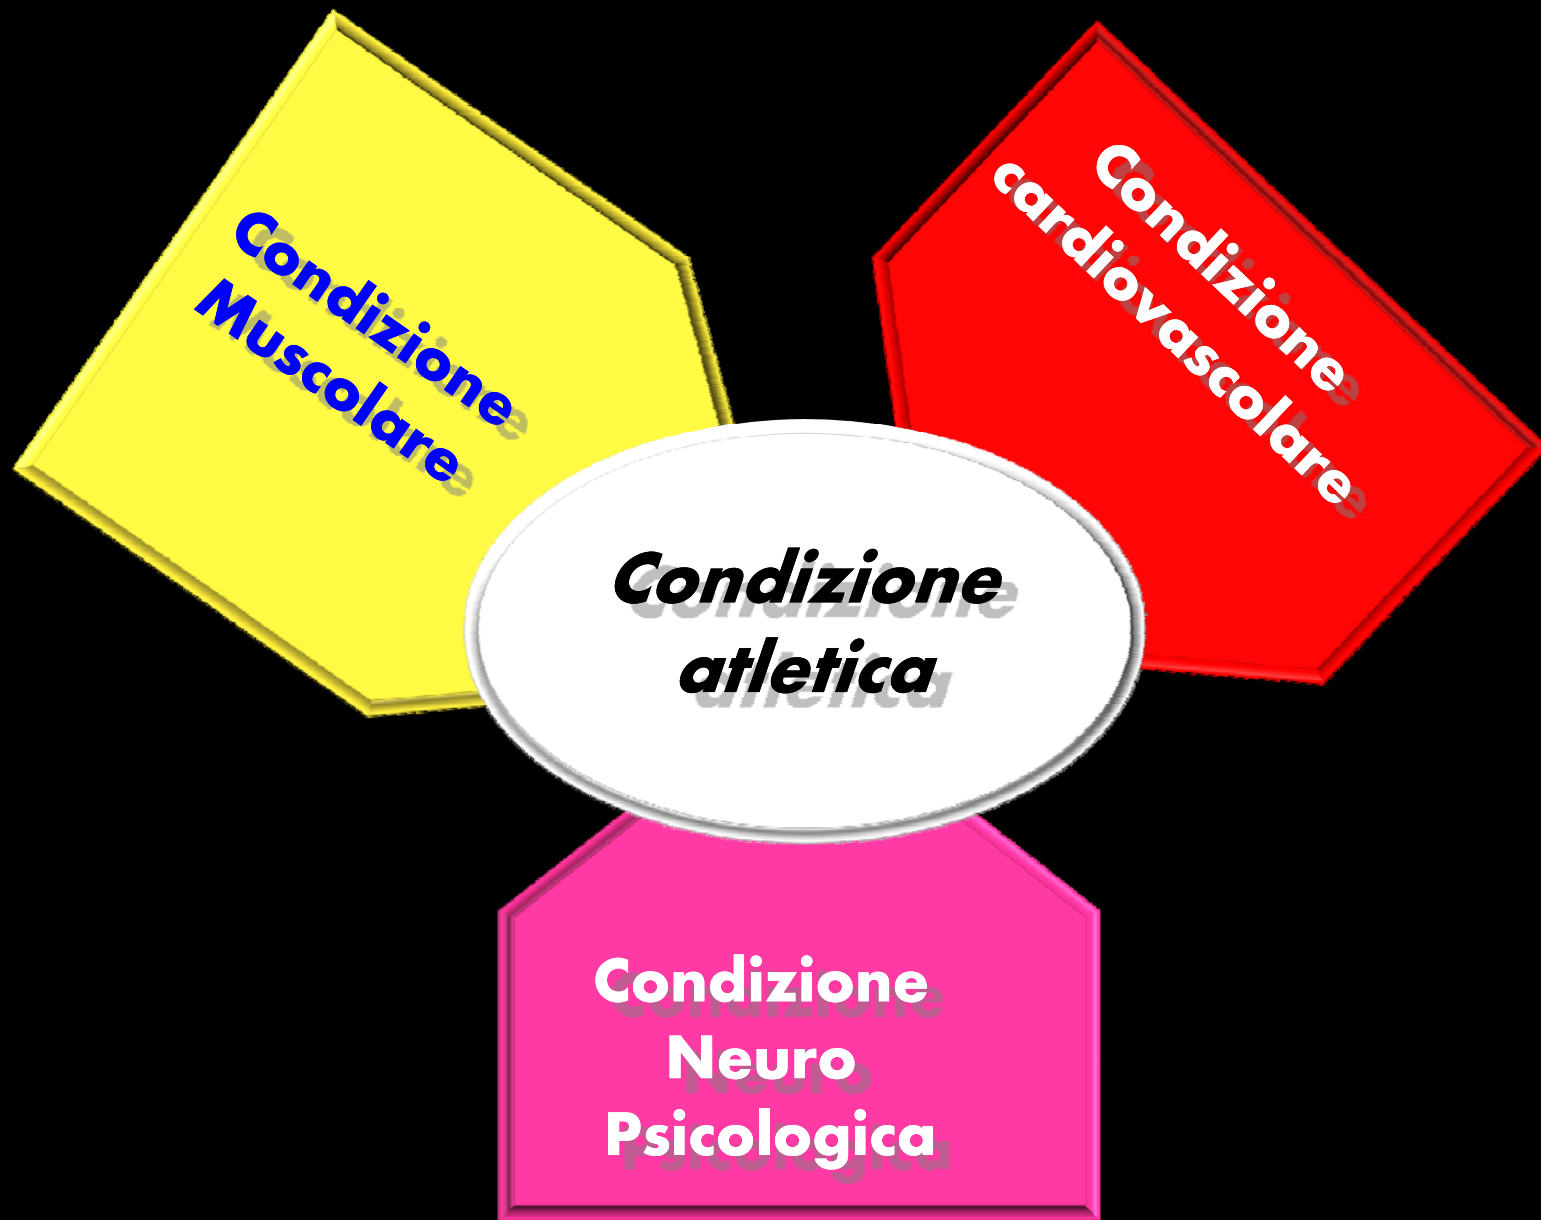 Condizione
Muscolare
Condizione
cardiovascolare
Condizione
atletica
Condizione
Neuro
Psicologica